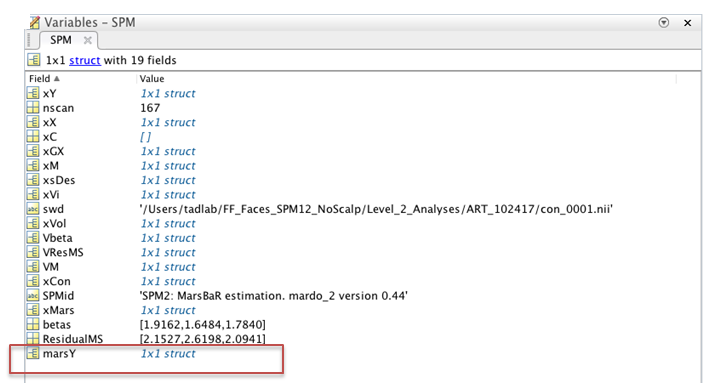 Variables – SPM
SPM
1x1 struct with 19 fields
Field Value
xY 1x1 struct
nscan 167
xX 1x1 struct
xC []
xGX 1x1 struct
xM 1x1 struct
xsDes 1x1 struct
xVi 1x1 struct
swd '/Users/tadlab/FF_Faces_SPM12_NoScalp/Level_2_Analyses/ART_102417/con_0001.nii'
xVol 1x1 struct
Vbeta 1x1 struct
VResMS 1x1 struct
VM 1x1 struct
xCon 1x1 struct
SPMid 'SPM2: MarsBaR estimation. mardo_2 version 0.44'
xMars 1x1 struct
betas [1.9162,1.6484,1.7840]
ResidualMS [2.1527,2.6198,2.0941]
marsY 1x1 struct